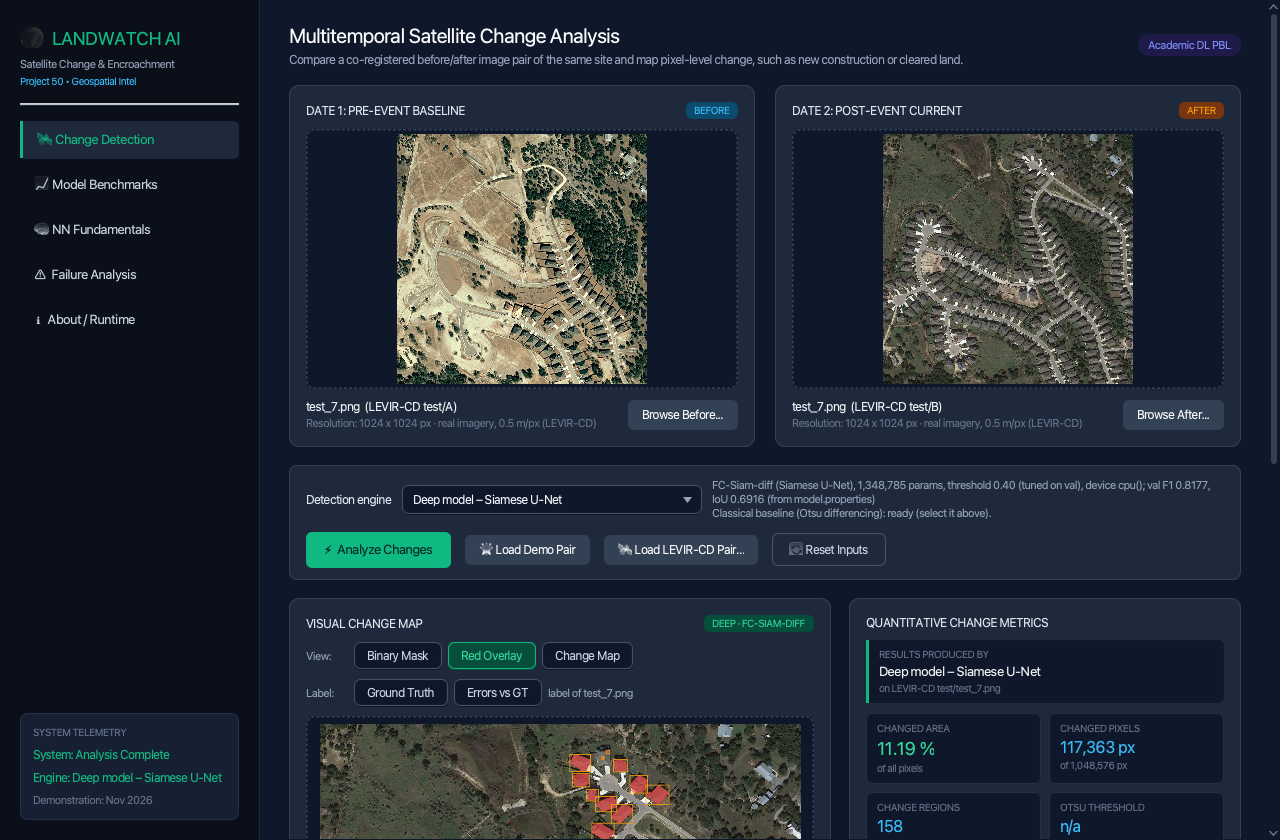 LANDWATCH AI
Satellite Change & Encroachment
Project 50 • Geospatial Intel
Change Detection
Model Benchmarks
NN Fundamentals
Failure Analysis
About / Runtime
SYSTEM TELEMETRY
System: Analysis Complete
Engine: Deep model – Siamese U-Net
Demonstration: Nov 2026
Multitemporal Satellite Change Analysis
Compare a co-registered before/after image pair of the same site and map pixel-level change, such as new construction or cleared land.
Academic DL PBL
DATE 1: PRE-EVENT BASELINE
BEFORE
test_7.png (LEVIR-CD test/A)
Resolution: 1024 x 1024 px · real imagery, 0.5 m/px (LEVIR-CD)
Browse Before...
DATE 2: POST-EVENT CURRENT
AFTER
test_7.png (LEVIR-CD test/B)
Resolution: 1024 x 1024 px · real imagery, 0.5 m/px (LEVIR-CD)
Browse After...
Detection engine
Deep model – Siamese U-Net
FC-Siam-diff (Siamese U-Net), 1,348,785 params, threshold 0.40 (tuned on val), device cpu(); val F1 0.8177,
IoU 0.6916 (from model.properties)
Classical baseline (Otsu differencing): ready (select it above).
⚡ Analyze Changes
Load Demo Pair
Load LEVIR-CD Pair...
Reset Inputs
VISUAL CHANGE MAP
DEEP · FC-SIAM-DIFF
View:
Binary Mask
Red Overlay
Change Map
Label:
Ground Truth
Errors vs GT
label of test_7.png
QUANTITATIVE CHANGE METRICS
RESULTS PRODUCED BY
Deep model – Siamese U-Net
on LEVIR-CD test/test_7.png
CHANGED AREA
11.19 %
of all pixels
CHANGED PIXELS
117,363 px
of 1,048,576 px
CHANGE REGIONS
158
OTSU THRESHOLD
n/a